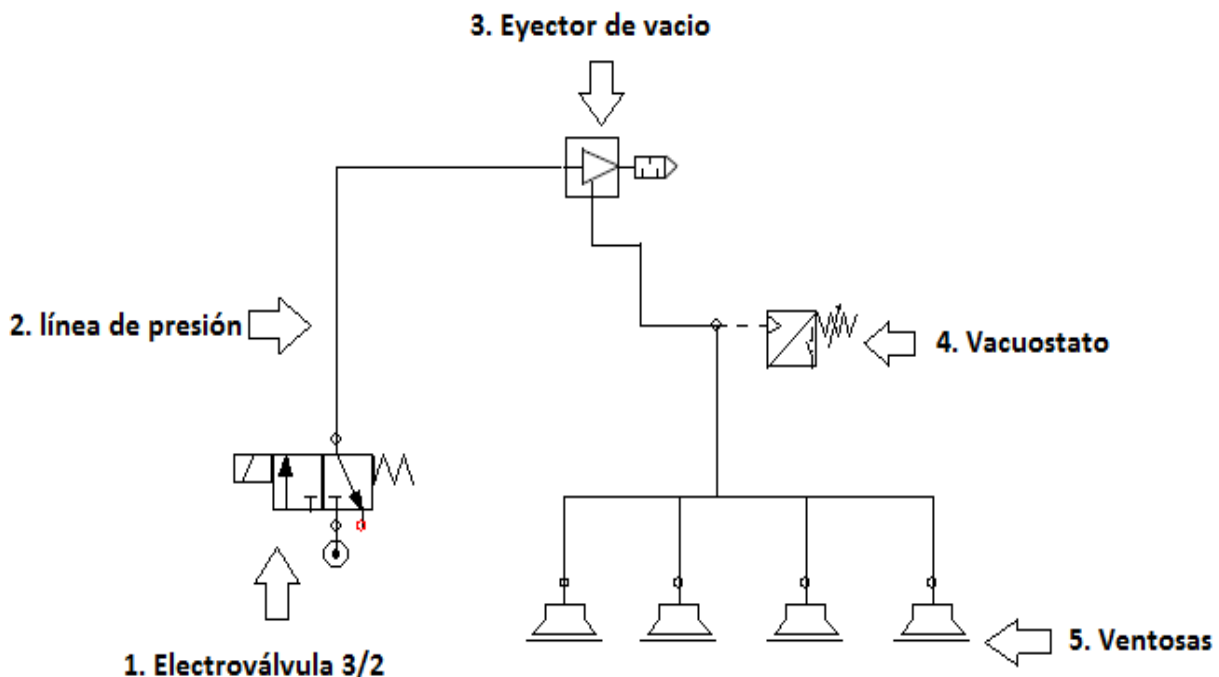 3. Eyector de vacio
2. línea de presión
4. Vacuostato
5. Ventosas
1. Electroválvula 3/2